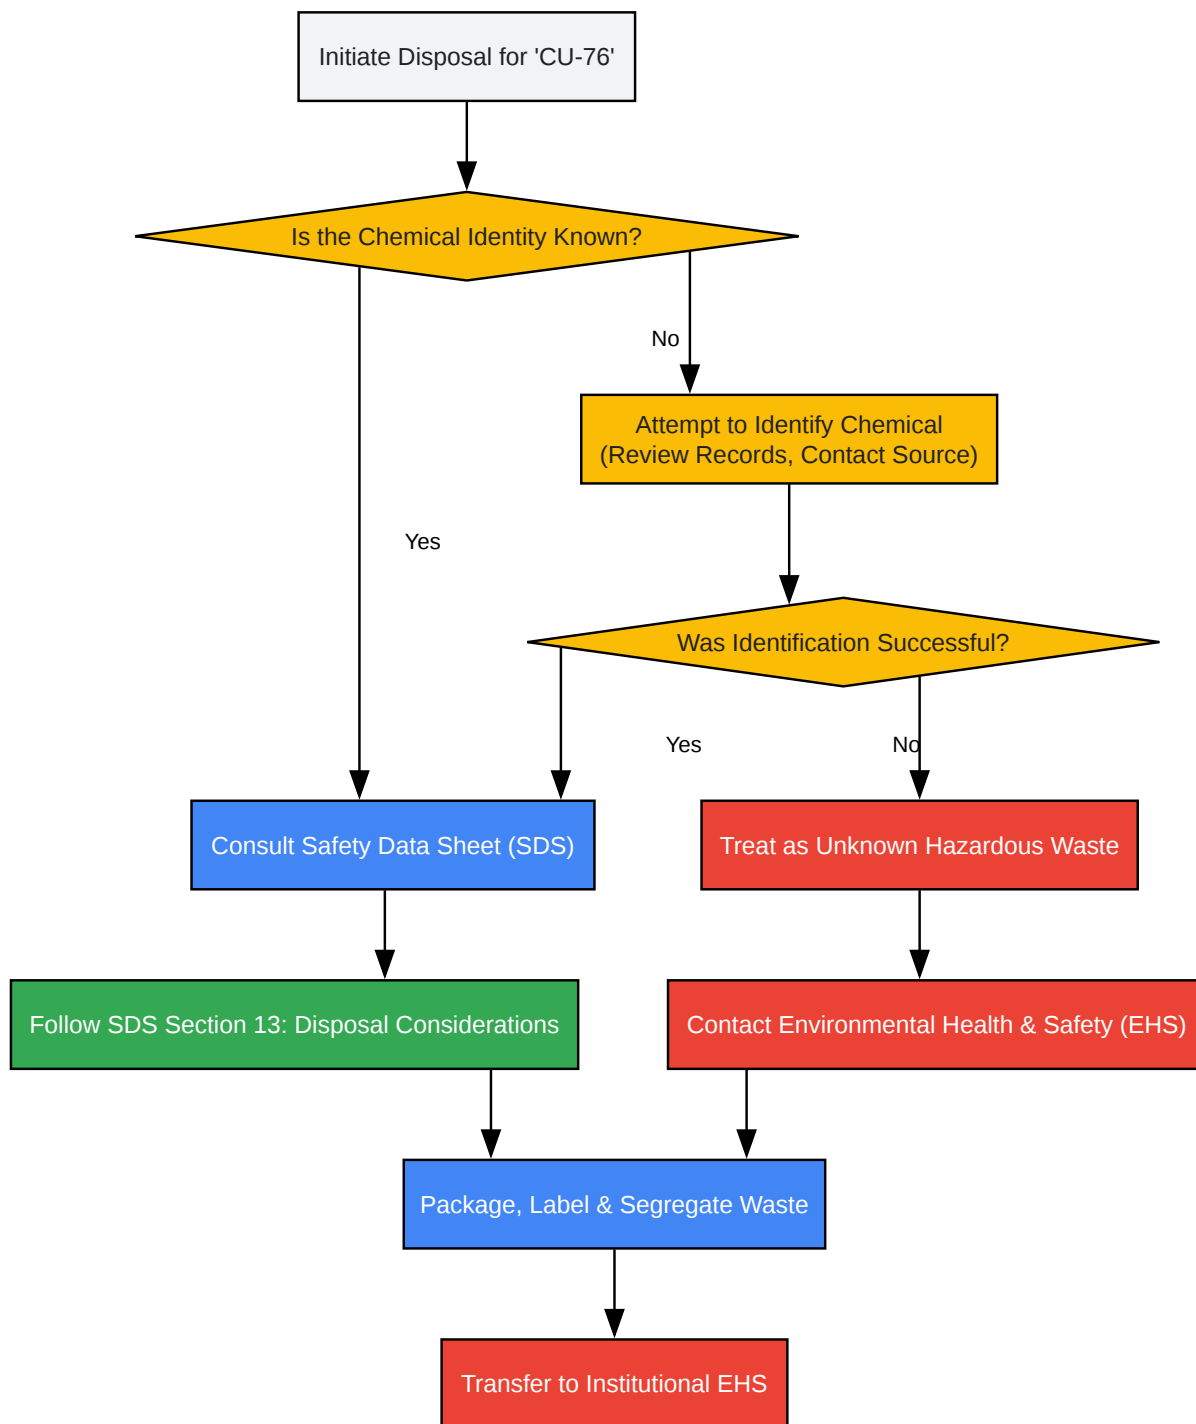 Initiate Disposal for 'CU-76'
Is the Chemical Identity Known?
No
Attempt to Identify Chemical
(Review Records, Contact Source)
Yes
Was Identification Successful?
Yes
No
Consult Safety Data Sheet (SDS)
Treat as Unknown Hazardous Waste
Follow SDS Section 13: Disposal Considerations
Contact Environmental Health & Safety (EHS)
Package, Label & Segregate Waste
Transfer to Institutional EHS